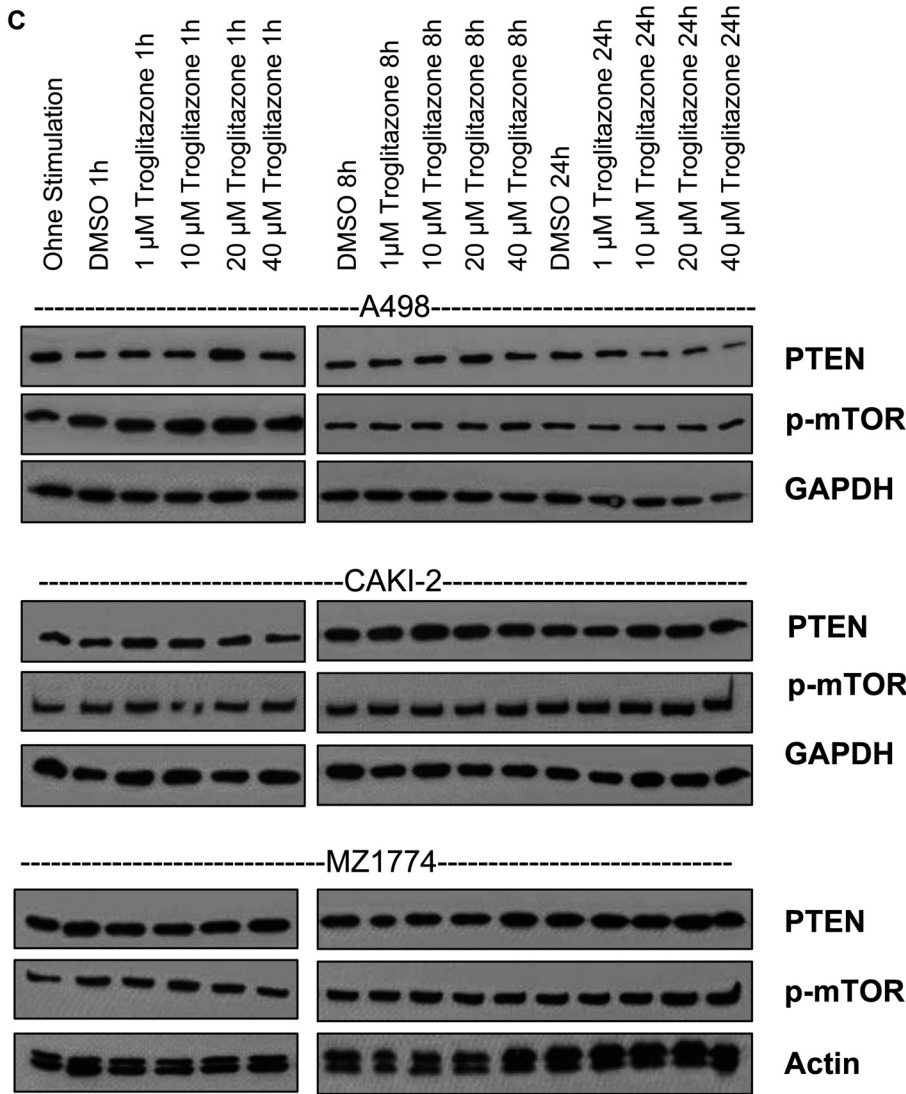 C
Ohne Stimulation
DMSO 1h
1 µM Troglitazone 1h
10 µM Troglitazone 1h
20 µM Troglitazone 1h
40 µM Troglitazone 1h
DMSO 8h
1µM Troglitazone 8h
10 µM Troglitazone 8h
20 µM Troglitazone 8h
40 µM Troglitazone 8h
DMSO 24h
1 µM Troglitazone 24h
10 µM Troglitazone 24h
20 µM Troglitazone 24h
40 µM Troglitazone 24h
A498
PTEN
p-mTOR
GAPDH
CAKI-2
PTEN
p-mTOR
GAPDH
MZ1774
PTEN
p-mTOR
Actin